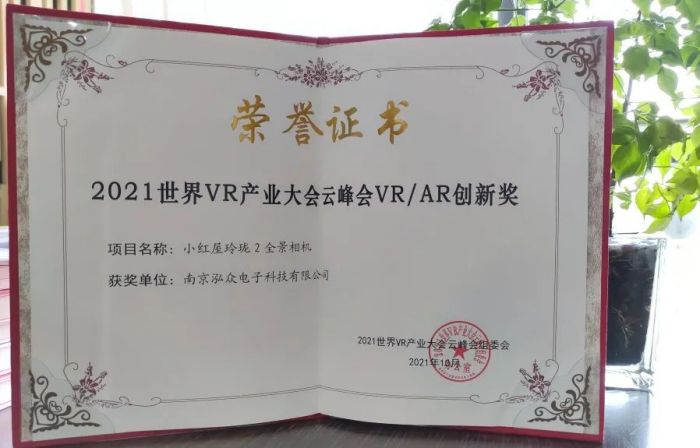 荣誉证书
2021世界VR产业大会云峰会VR/AR创新奖
项目名称：小红屋玲珑2全景相机
获奖单位：南京泓众电子科技有限公司
2021世界VR产业大会云峰会组委会
2021年10月